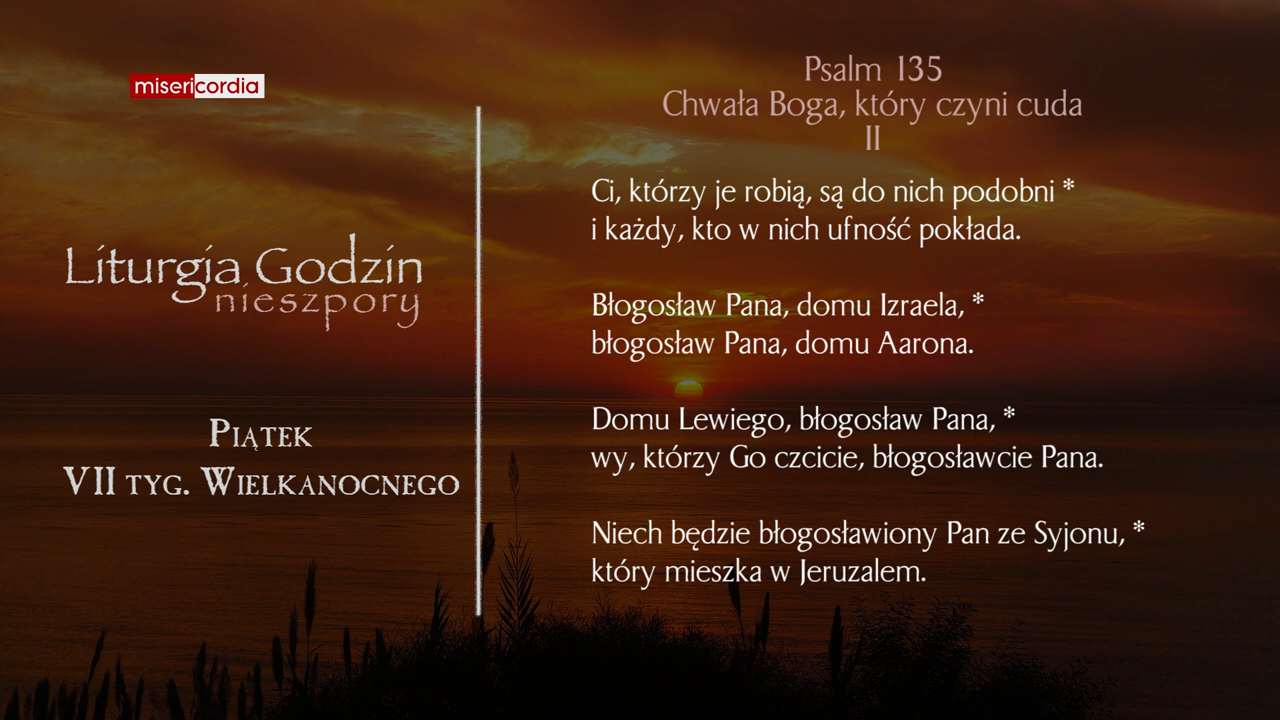 misericordia
Liturgia Godzin
nieszpory
Piątek
VII tyg. Wielkanocnego
Psalm 135
Chwała Boga, który czyni cuda
II
Ci, którzy je robią, są do nich podobni *
i każdy, kto w nich ufność pokłada.
Błogosław Pana, domu Izraela, *
błogosław Pana, domu Aarona.
Domu Lewiego, błogosław Pana, *
wy, którzy Go czcicie, błogosławcie Pana.
Niech będzie błogosławiony Pan ze Syjonu, *
który mieszka w Jeruzalem.